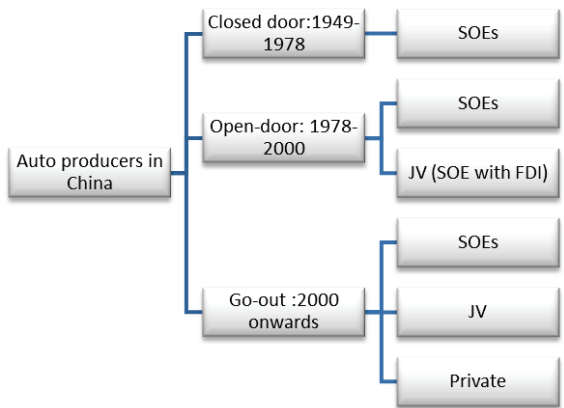 Closed door:1949-
1978
SOEs
SOEs
Open-door: 1978-
2000
JV (SOE with FDI)
Auto producers in
China
SOEs
Go-out :2000
onwards
JV
Private